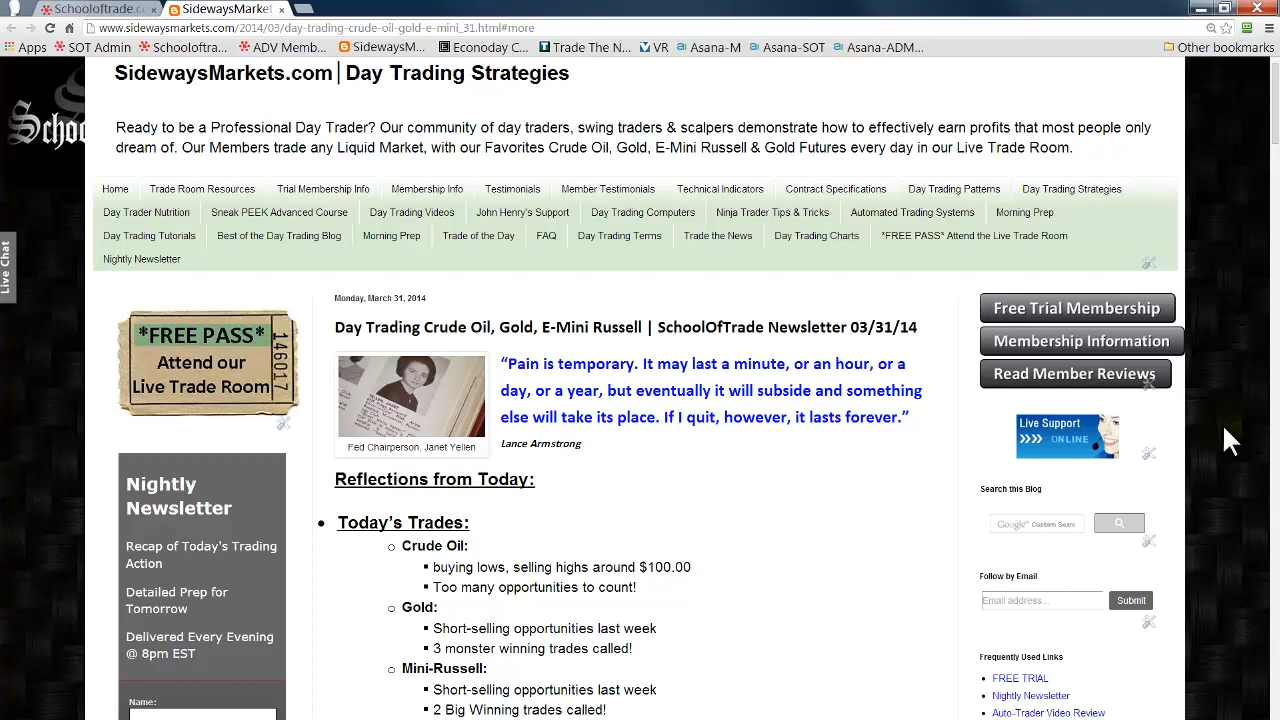 Schooloftrade.c
SidewaysMarket
www.sidewaysmarkets.com/2014/03/day-trading-crude-oil-gold-e-mini_31.html#more
Apps SOT Admin Schooloftra... ADV Memb... SidewaysM... Econoday C... Trade The N... VR Asana-M Asana-SOT Asana-ADM... Other bookmarks
SidewaysMarkets.com│Day Trading Strategies
Ready to be a Professional Day Trader? Our community of day traders, swing traders & scalpers demonstrate how to effectively earn profits that most people only
dream of. Our Members trade any Liquid Market, with our Favorites Crude Oil, Gold, E-Mini Russell & Gold Futures every day in our Live Trade Room.
Home Trade Room Resources Trial Membership Info Membership Info Testimonials Member Testimonials Technical Indicators Contract Specifications Day Trading Patterns Day Trading Strategies
Day Trader Nutrition Sneak PEEK Advanced Course Day Trading Videos John Henry's Support Day Trading Computers Ninja Trader Tips & Tricks Automated Trading Systems Morning Prep
Day Trading Tutorials Best of the Day Trading Blog Morning Prep Trade of the Day FAQ Day Trading Terms Trade the News Day Trading Charts *FREE PASS* Attend the Live Trade Room
Nightly Newsletter
Live Chat
*FREE PASS*
Attend our
Live Trade Room
146017
Nightly
Newsletter
Recap of Today's Trading
Action
Detailed Prep for
Tomorrow
Delivered Every Evening
@ 8pm EST
Name:
Monday, March 31, 2014
Day Trading Crude Oil, Gold, E-Mini Russell | SchoolOfTrade Newsletter 03/31/14
Fed Chairperson, Janet Yellen
“Pain is temporary. It may last a minute, or an hour, or a
day, or a year, but eventually it will subside and something
else will take its place. If I quit, however, it lasts forever.”
Lance Armstrong
Reflections from Today:
Today’s Trades:
Crude Oil:
buying lows, selling highs around $100.00
Too many opportunities to count!
Gold:
Short-selling opportunities last week
3 monster winning trades called!
Mini-Russell:
Short-selling opportunities last week
2 Big Winning trades called!
Free Trial Membership
Membership Information
Read Member Reviews
Live Support
ONLINE
Search this Blog
Google™ Custom Searc
Follow by Email
Email address...
Submit
Frequently Used Links
FREE TRIAL
Nightly Newsletter
Auto-Trader Video Review